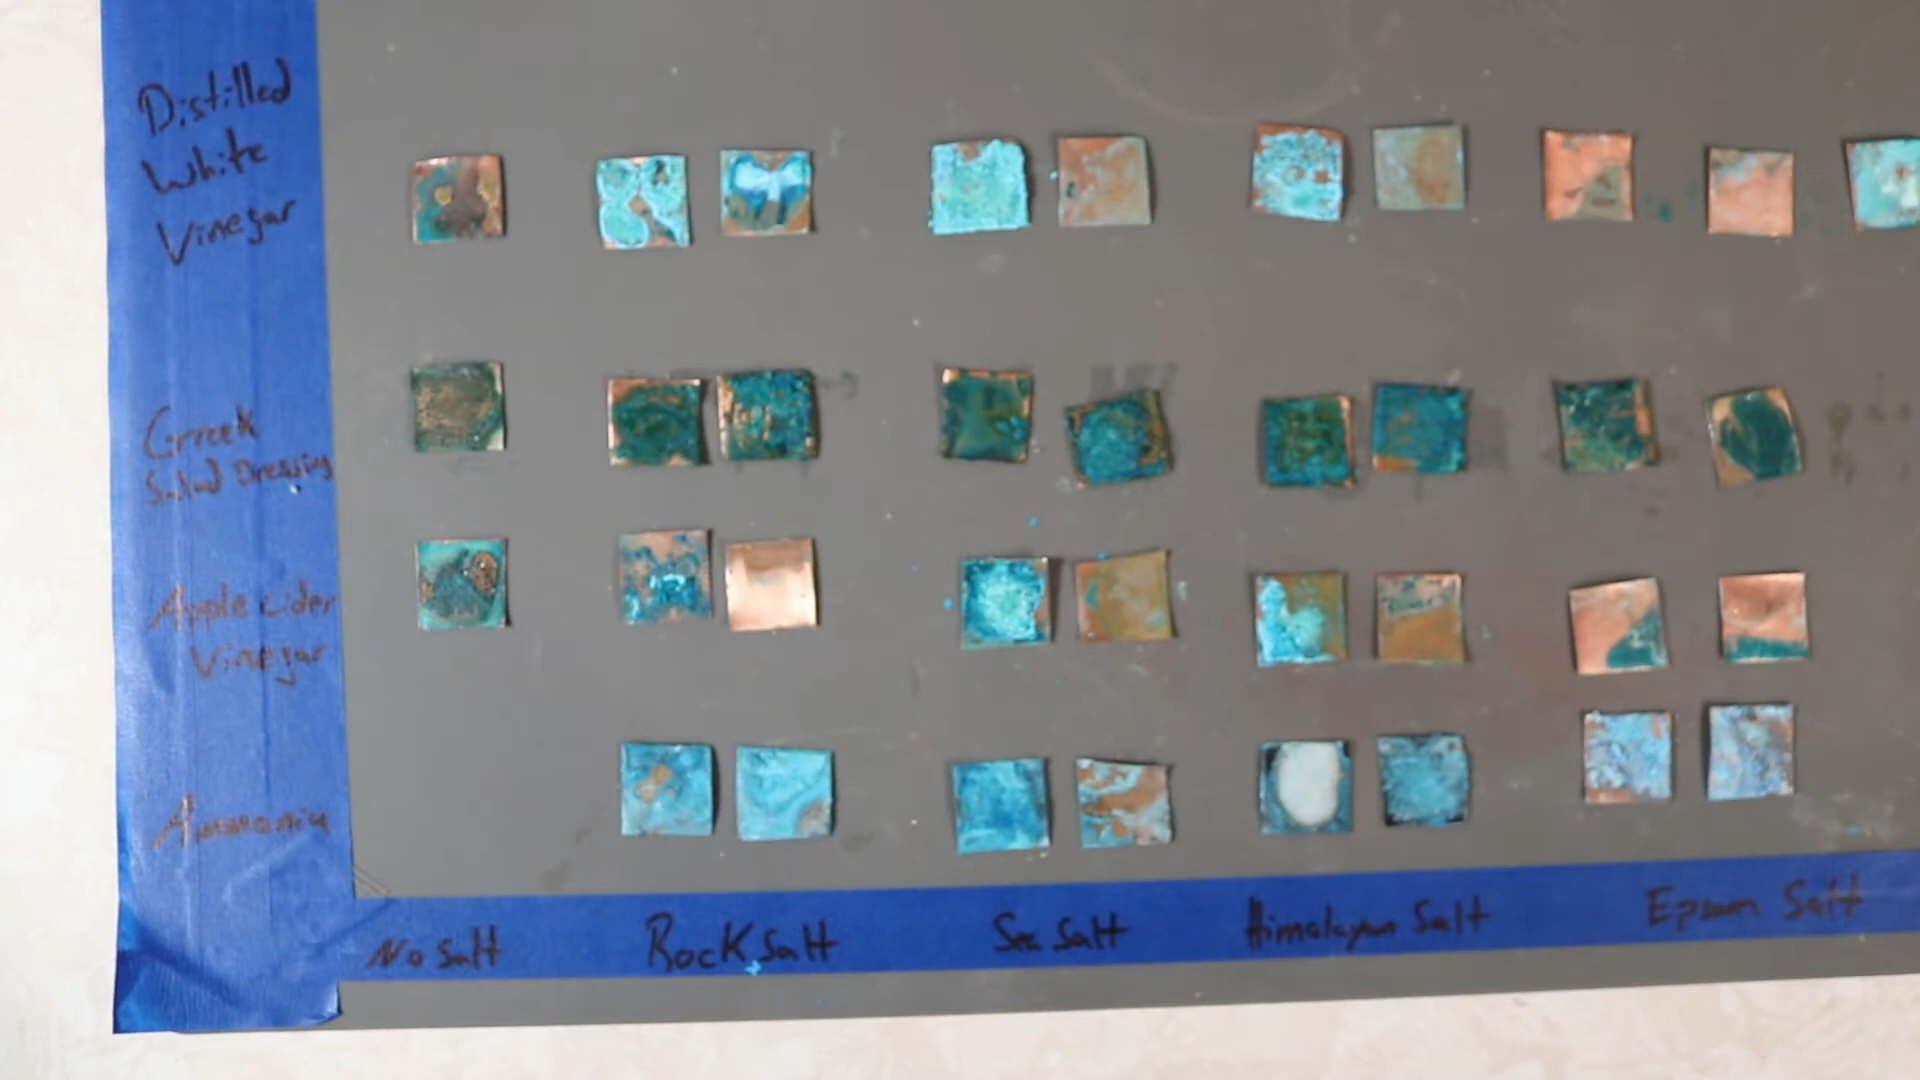 Distilled
White
Vinegar
Greek
Salad Dressing
Apple cider
Vinegar
Ammonia
No Salt
Rock Salt
Sea Salt
Himalayan Salt
Epsom Salt